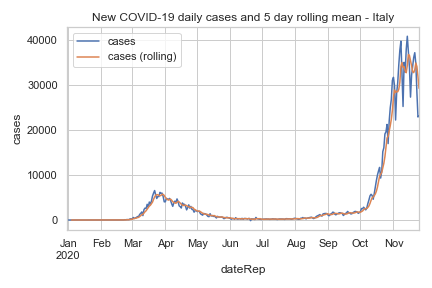 New COVID-19 daily cases and 5 day rolling mean - Italy
cases
cases (rolling)
40000
30000
20000
10000
0
cases
Jan Feb Mar Apr May Jun Jul Aug Sep Oct Nov
2020
dateRep